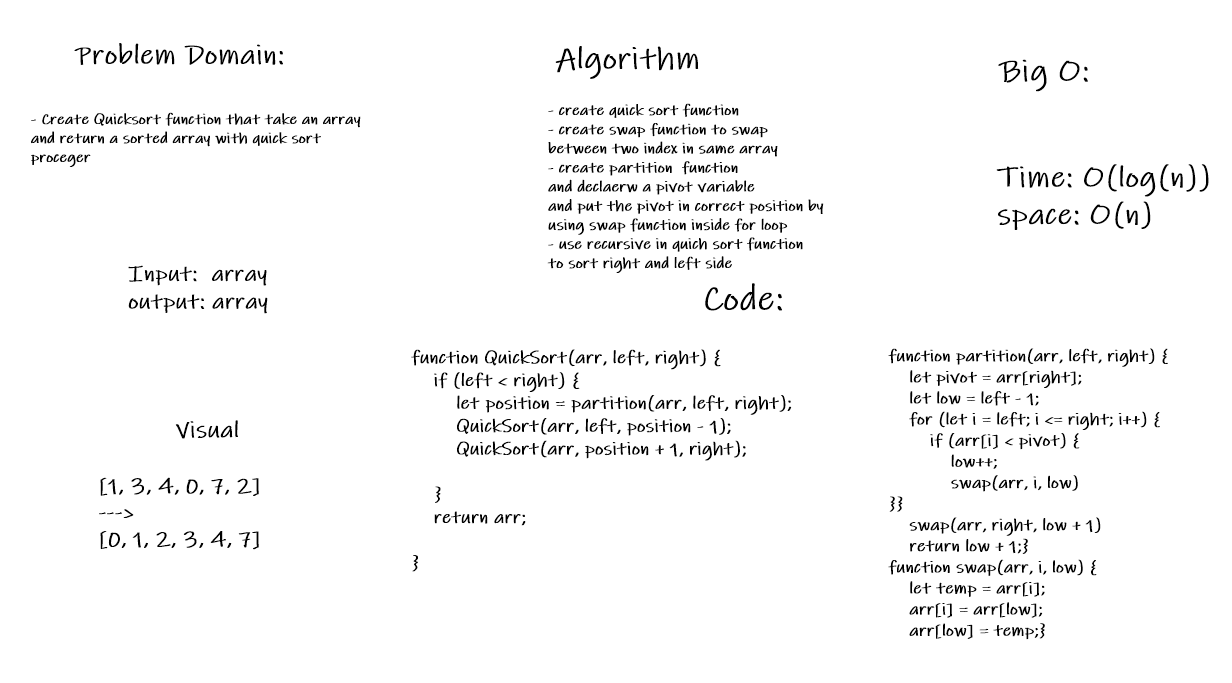 Problem Domain:
- Create Quicksort function that take an array
and return a sorted array with quick sort
proceger
Input: array
output: array
Visual
[1, 3, 4, 0, 7, 2]
--->
[0, 1, 2, 3, 4, 7]
Algorithm
- create quick sort function
- create swap function to swap
between two index in same array
- create partition function
and declaerw a pivot variable
and put the pivot in correct position by
using swap function inside for loop
- use recursive in quich sort function
to sort right and left side
Code:
function QuickSort(arr, left, right) {
if (left < right) {
let position = partition(arr, left, right);
QuickSort(arr, left, position - 1);
QuickSort(arr, position + 1, right);
}
return arr;
}
Big O:
Time: O(log(n))
space: O(n)
function partition(arr, left, right) {
let pivot = arr[right];
let low = left - 1;
for (let i = left; i <= right; i++) {
if (arr[i] < pivot) {
low++;
swap(arr, i, low)
}}
swap(arr, right, low + 1)
return low + 1;}
function swap(arr, i, low) {
let temp = arr[i];
arr[i] = arr[low];
arr[low] = temp;}